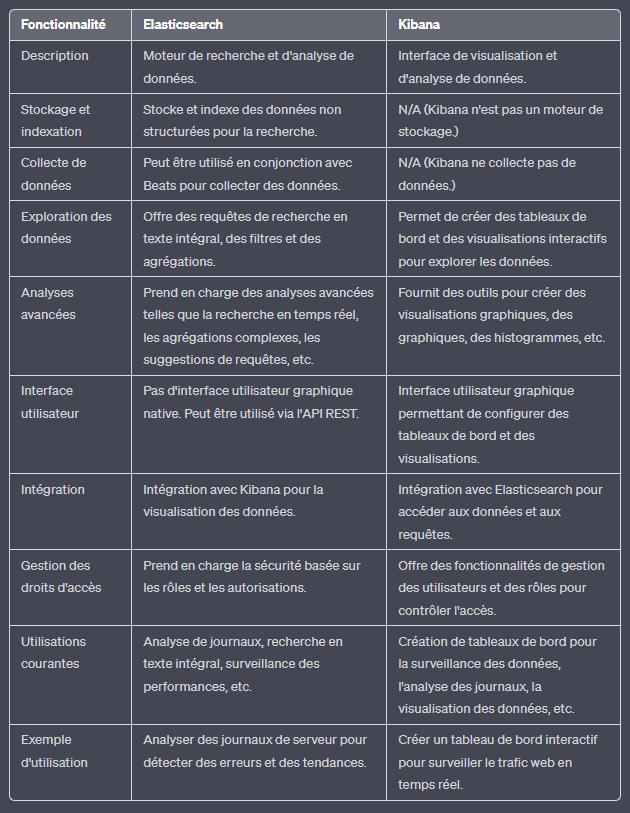 Fonctionnalité Elasticsearch Kibana
Description
Moteur de recherche et d'analyse de
données.
Interface de visualisation et
d'analyse de données.
Stockage et
indexation
Stocke et indexe des données non
structurées pour la recherche.
N/A (Kibana n'est pas un moteur de
stockage.)
Collecte de
données
Peut être utilisé en conjonction avec
Beats pour collecter des données.
N/A (Kibana ne collecte pas de
données.)
Exploration des
données
Offre des requêtes de recherche en
texte intégral, des filtres et des
agrégations.
Permet de créer des tableaux de
bord et des visualisations interactifs
pour explorer les données.
Analyses
avancées
Prend en charge des analyses avancées
telles que la recherche en temps réel,
les agrégations complexes, les
suggestions de requêtes, etc.
Fournit des outils pour créer des
visualisations graphiques, des
graphiques, des histogrammes, etc.
Interface
utilisateur
Pas d'interface utilisateur graphique
native. Peut être utilisé via l'API REST.
Interface utilisateur graphique
permettant de configurer des
tableaux de bord et des
visualisations.
Intégration
Intégration avec Kibana pour la
visualisation des données.
Intégration avec Elasticsearch pour
accéder aux données et aux
requêtes.
Gestion des
droits d'accès
Prend en charge la sécurité basée sur
les rôles et les autorisations.
Offre des fonctionnalités de gestion
des utilisateurs et des rôles pour
contrôler l'accès.
Utilisations
courantes
Analyse de journaux, recherche en
texte intégral, surveillance des
performances, etc.
Création de tableaux de bord pour
la surveillance des données,
l'analyse des journaux, la
visualisation des données, etc.
Exemple
d'utilisation
Analyser des journaux de serveur pour
détecter des erreurs et des tendances.
Créer un tableau de bord interactif
pour surveiller le trafic web en
temps réel.